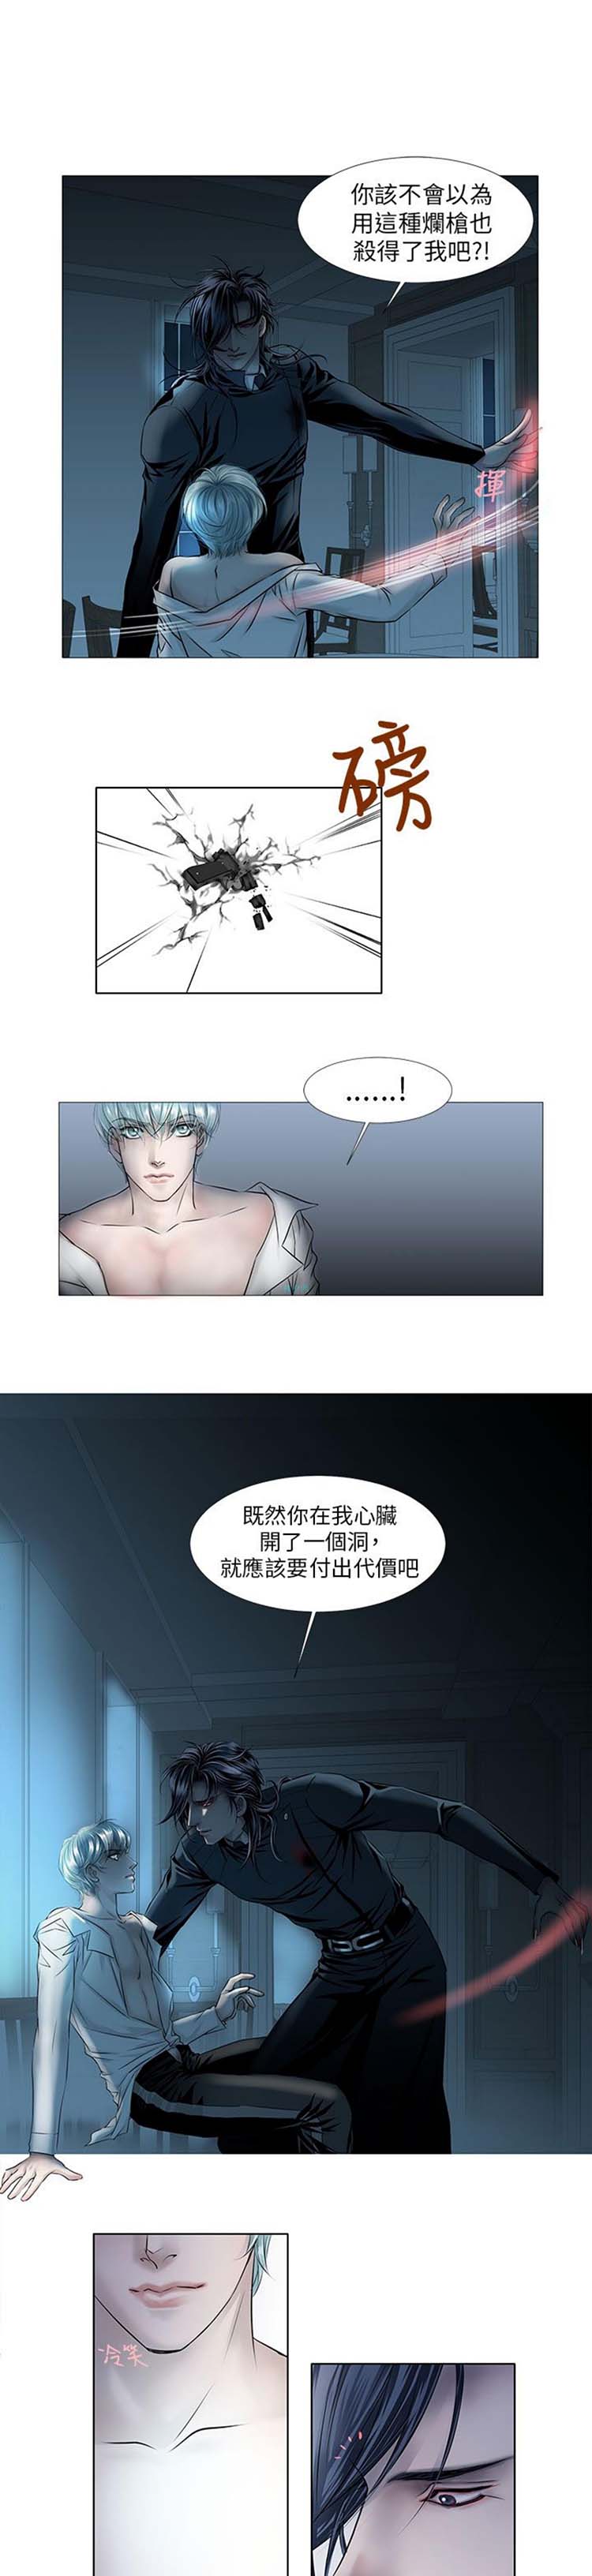 你該不會以為
用這種爛槍也
殺得了我吧?!
揮
磅
......!
既然你在我心臟
開了一個洞,
就應該要付出代價吧
冷笑